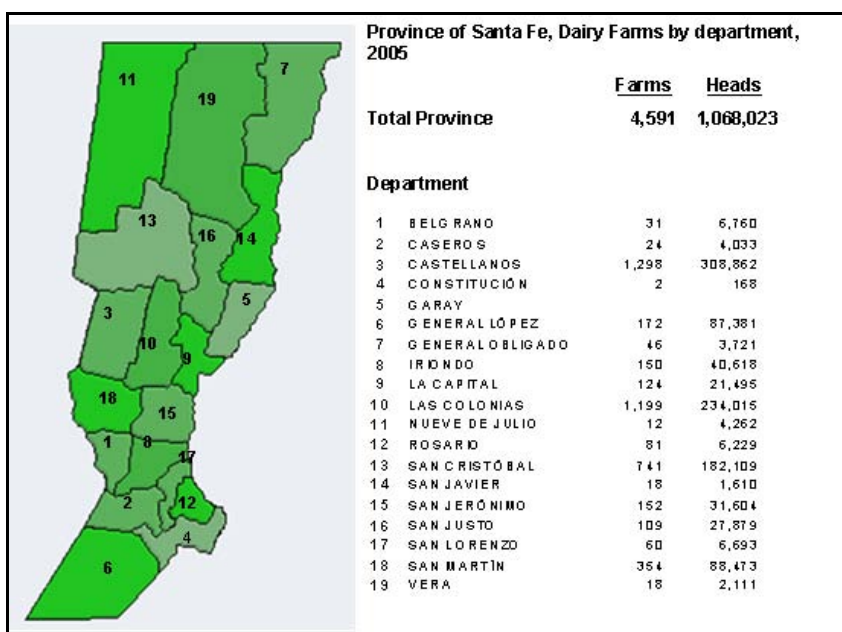 Province of Santa Fe, Dairy Farms by department,
2005
Farms Heads
Total Province 4,591 1,068,023
Department
1 BELGRANO 31 6,760
2 CASEROS 24 4,033
3 CASTELLANOS 1,298 308,862
4 CONSTITUCIÓN 2 168
5 GARAY
6 GENERAL LÓPEZ 172 87,381
7 GENERAL OBLIGADO 46 3,721
8 IRIONDO 150 40,618
9 LA CAPITAL 124 21,495
10 LAS COLONIAS 1,199 234,015
11 NUEVE DE JULIO 12 4,262
12 ROSARIO 81 6,229
13 SAN CRISTÓBAL 741 182,109
14 SAN JAVIER 18 1,610
15 SAN JERÓNIMO 152 31,604
16 SAN JUSTO 109 27,879
17 SAN LORENZO 60 6,693
18 SAN MARTÍN 354 88,473
19 VERA 18 2,111
11
7
19
13
16
14
5
3
10
9
18
15
1
8
17
2
12
4
6